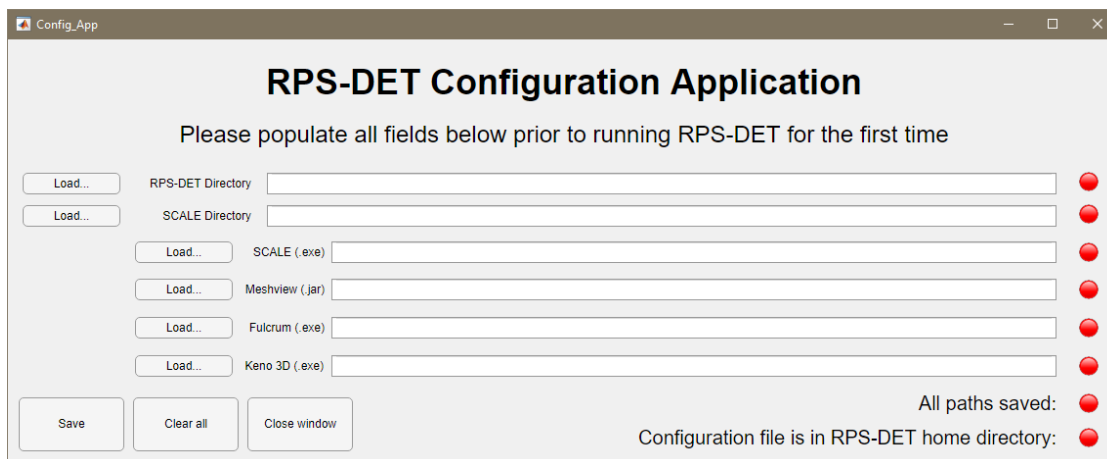 Config_App
RPS-DET Configuration Application
Please populate all fields below prior to running RPS-DET for the first time
Load... RPS-DET Directory
Load... SCALE Directory
Load... SCALE (.exe)
Load... Meshview (.jar)
Load... Fulcrum (.exe)
Load... Keno 3D (.exe)
All paths saved:
Save Clear all Close window
Configuration file is in RPS-DET home directory: